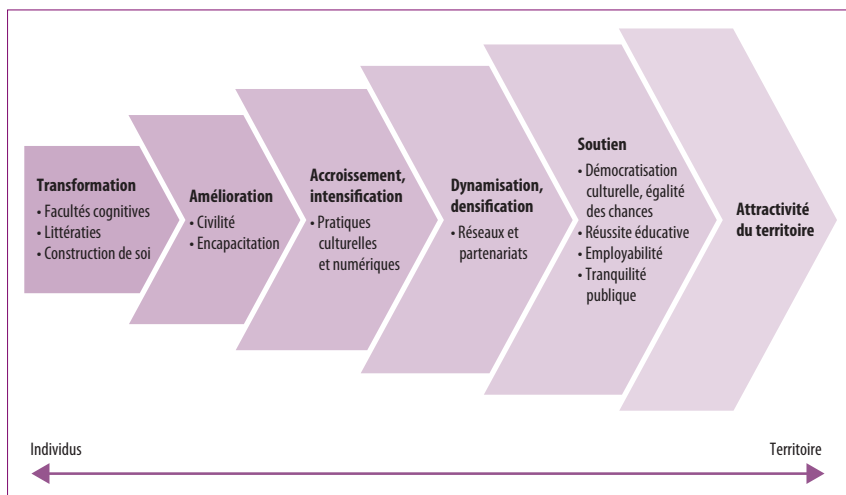 Transformation
• Facultés cognitives
• Littératies
• Construction de soi
Amélioration
• Civilité
• Encapacitation
Accroissement,
intensification
• Pratiques
culturelles
et numériques
Dynamisation,
densification
• Réseaux et
partenariats
Soutien
• Démocratisation
culturelle, égalité
des chances
• Réussite éducative
• Employabilité
• Tranquilité
publique
Attractivité
du territoire
Individus
Territoire